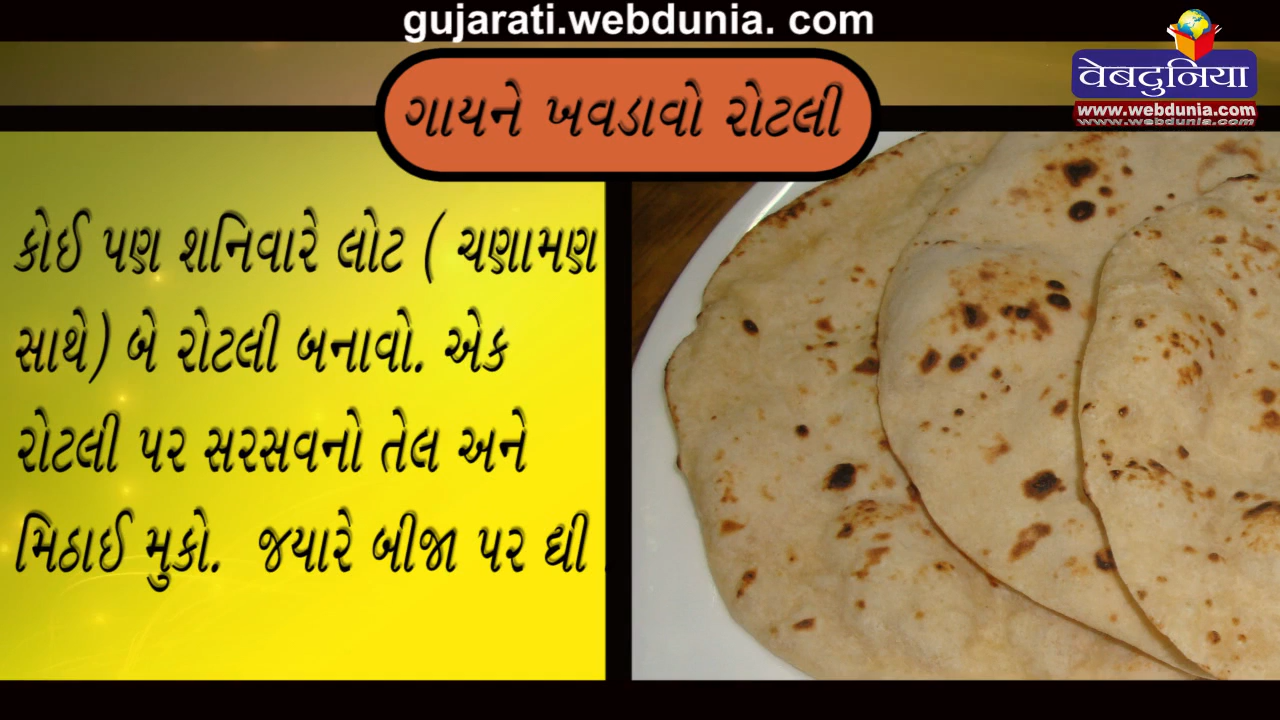 gujarati.webdunia. com
वेबदुनिया
www.webdunia.com
ગાયને ખવડાવો રોટલી
કોઈ પણ શનિવારે લોટ ( ચણામણ
સાથે) બે રોટલી બનાવો. એક
રોટલી પર સરસવનો તેલ અને
મિઠાઈ મુકો. જયારે બીજા પર ઘી